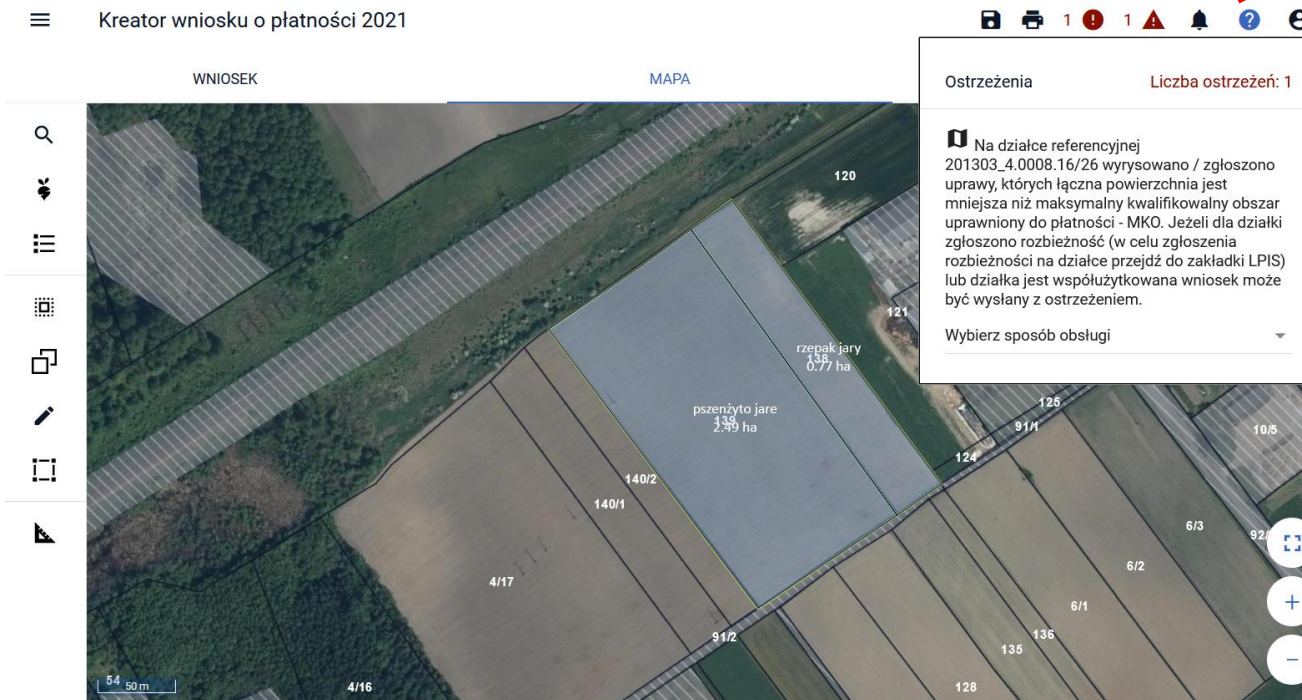 Kreator wniosku o płatności 2021
1
1
WNIOSEK
MAPA
Ostrzeżenia
Liczba ostrzeżeń: 1
Na działce referencyjnej
201303_4.0008.16/26 wyrysowano / zgłoszono
uprawy, których łączna powierzchnia jest
mniejsza niż maksymalny kwalifikowalny obszar
uprawniony do płatności - MKO. Jeżeli dla działki
zgłoszono rozbieżność (w celu zgłoszenia
rozbieżności na działce przejdź do zakładki LPIS)
lub działka jest współużytkowana wniosek może
być wysłany z ostrzeżeniem.
Wybierz sposób obsługi
120
121
rzepak jary
138
0.77 ha
pszenżyto jare
139
2.49 ha
125
91/1
10/5
124
140/2
140/1
6/3
92/
6/2
4/17
6/1
91/2
136
135
54
50 m
4/16
128